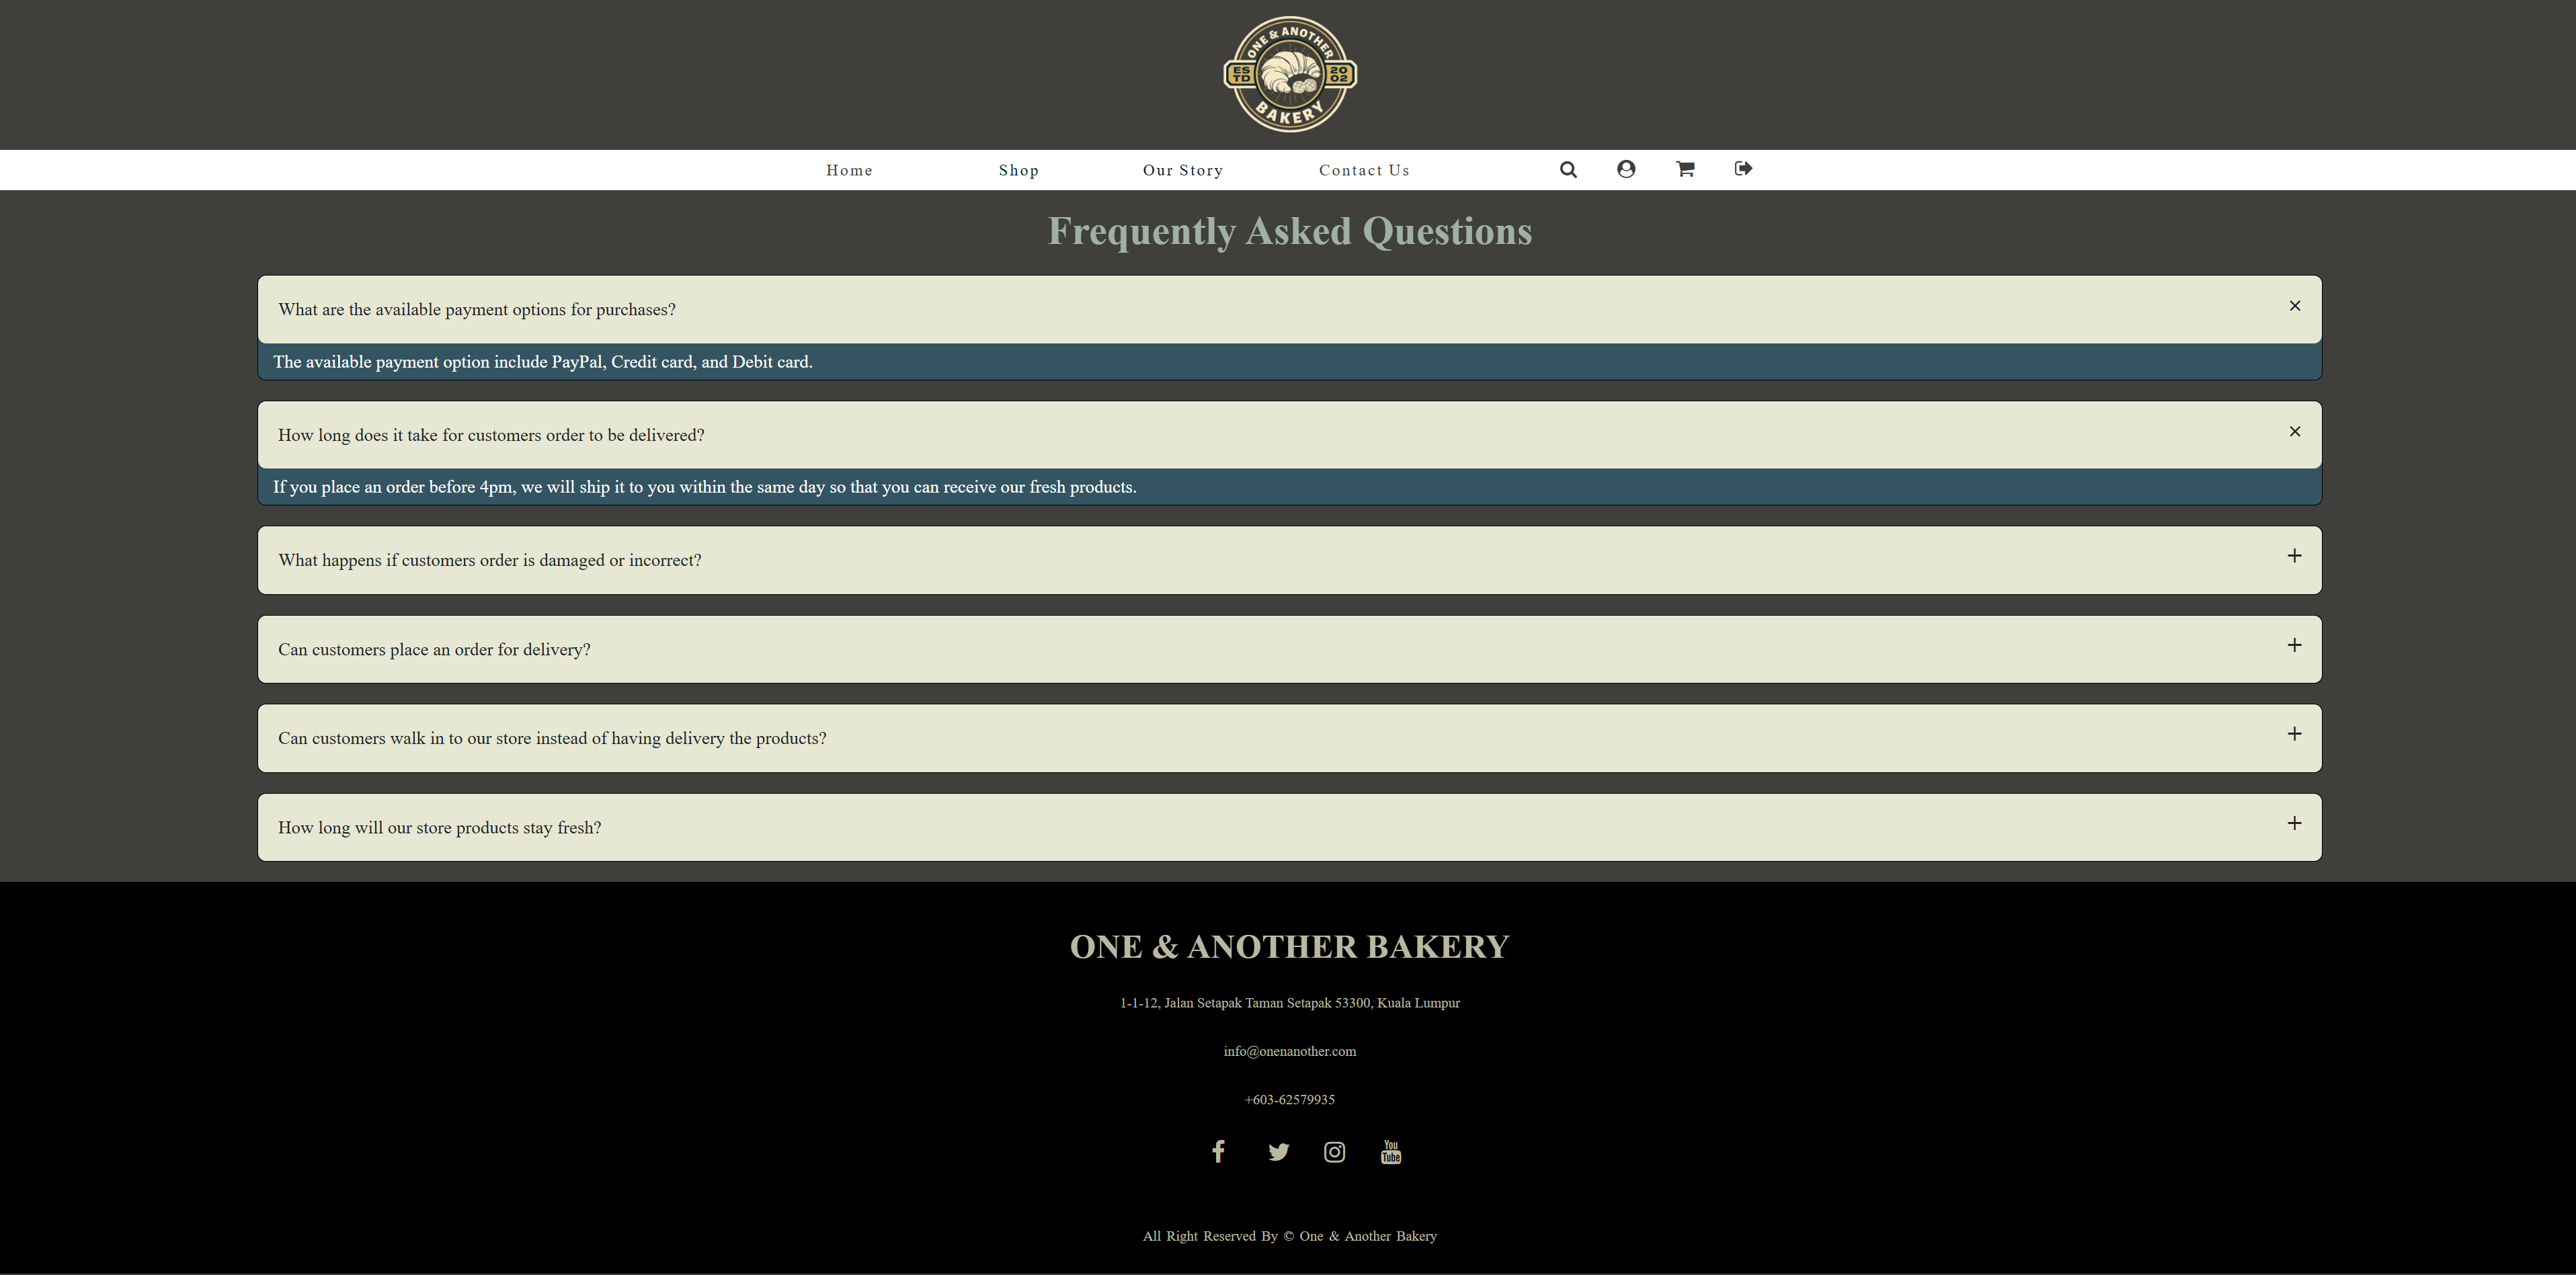 ONE & ANOTHER
ES
TD
20
02
BAKERY
Home Shop Our Story Contact Us
Frequently Asked Questions
What are the available payment options for purchases?
The available payment option include PayPal, Credit card, and Debit card.
How long does it take for customers order to be delivered?
If you place an order before 4pm, we will ship it to you within the same day so that you can receive our fresh products.
What happens if customers order is damaged or incorrect?
Can customers place an order for delivery?
Can customers walk in to our store instead of having delivery the products?
How long will our store products stay fresh?
ONE & ANOTHER BAKERY
1-1-12, Jalan Setapak Taman Setapak 53300, Kuala Lumpur
info@onenanother.com
+603-62579935
You
Tube
All Right Reserved By © One & Another Bakery